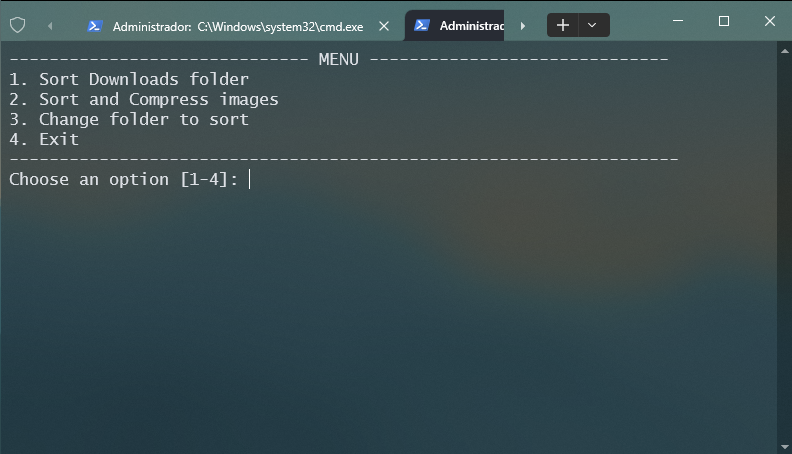 Administrador: C:\Windows\system32\cmd.exe Administrad
------------------------------ MENU ------------------------------
1. Sort Downloads folder
2. Sort and Compress images
3. Change folder to sort
4. Exit
-------------------------------------------------------------------
Choose an option [1-4]: